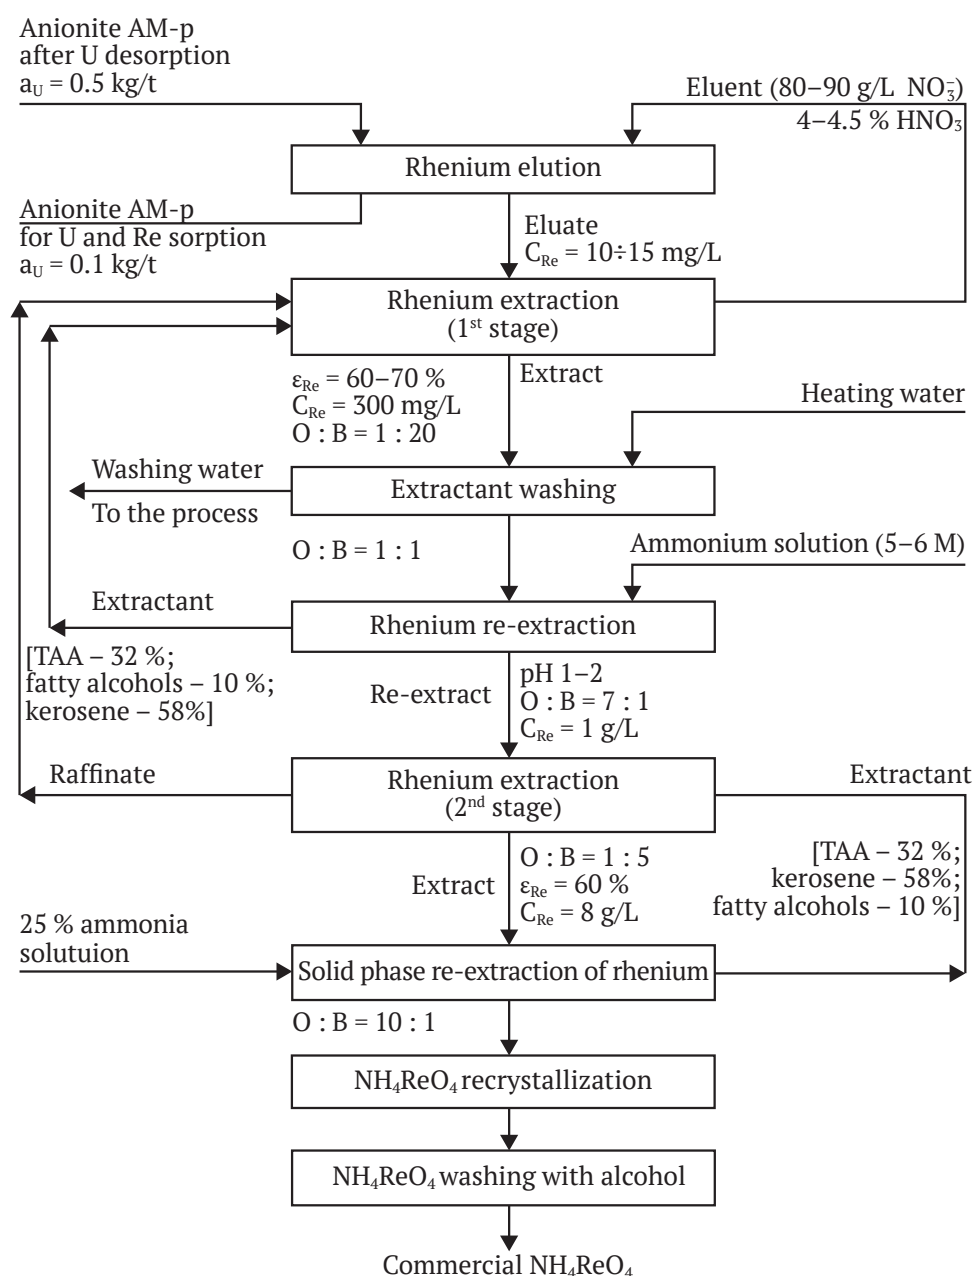 Anionite AM-p
after U desorption
aU = 0.5 kg/t
Eluent (80–90 g/L NO₃⁻)
4–4.5 % HNO₃
Rhenium elution
Anionite AM-p
for U and Re sorption
aU = 0.1 kg/t
Eluate
CRe = 10÷15 mg/L
Rhenium extraction
(1st stage)
εRe = 60–70 %
CRe = 300 mg/L
O : B = 1 : 20
Extract
Heating water
Washing water
To the process
Extractant washing
O : B = 1 : 1
Ammonium solution (5–6 M)
Extractant
Rhenium re-extraction
[TAA – 32 %;
fatty alcohols – 10 %;
kerosene – 58%]
Re-extract
pH 1–2
O : B = 7 : 1
CRe = 1 g/L
Raffinate
Rhenium extraction
(2nd stage)
Extractant
Extract
O : B = 1 : 5
εRe = 60 %
CRe = 8 g/L
[TAA – 32 %;
kerosene – 58%;
fatty alcohols – 10 %]
25 % ammonia
solutuion
Solid phase re-extraction of rhenium
O : B = 10 : 1
NH₄ReO₄ recrystallization
NH₄ReO₄ washing with alcohol
Commercial NH₄ReO₄